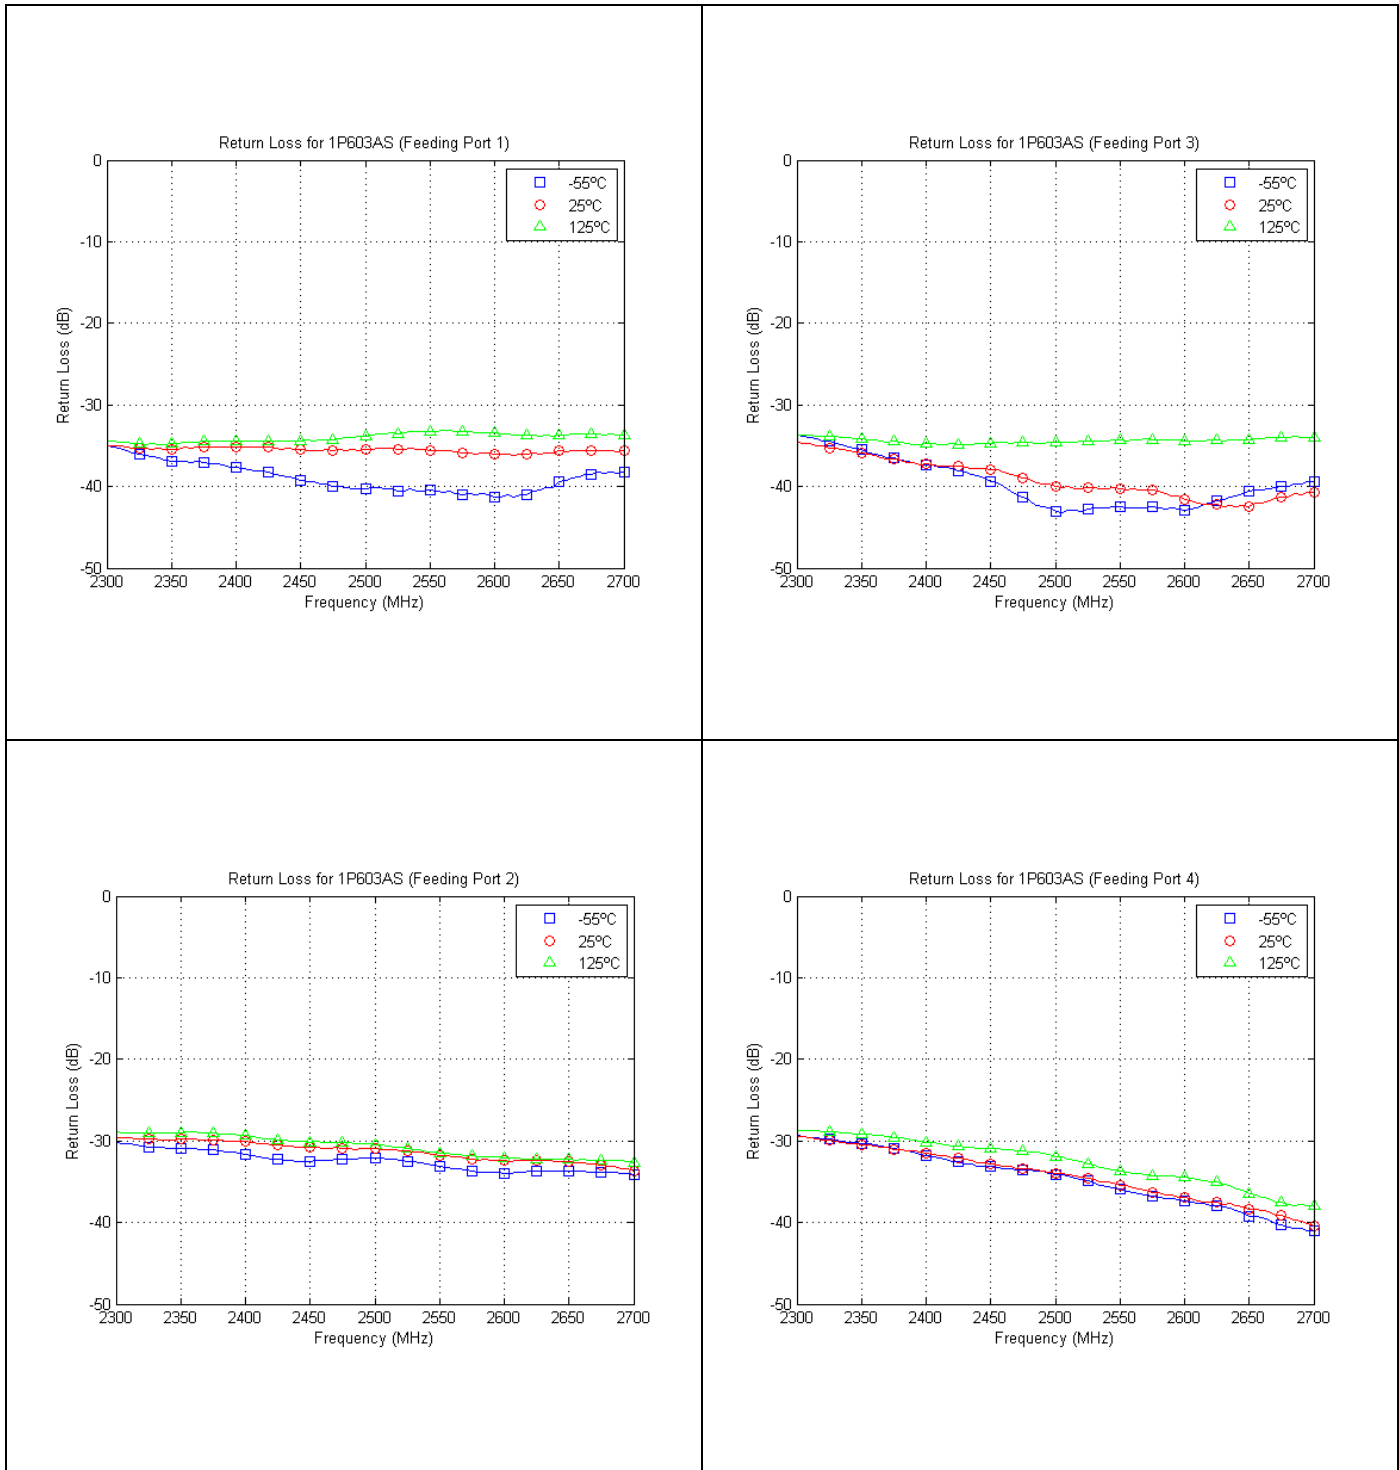 Return Loss for 1P603AS (Feeding Port 1)
0
-10
-20
-30
-40
-50
Return Loss (dB)
-55ºC
25ºC
125ºC
2300 2350 2400 2450 2500 2550 2600 2650 2700
Frequency (MHz)
Return Loss for 1P603AS (Feeding Port 3)
0
-10
-20
-30
-40
-50
Return Loss (dB)
-55ºC
25ºC
125ºC
2300 2350 2400 2450 2500 2550 2600 2650 2700
Frequency (MHz)
Return Loss for 1P603AS (Feeding Port 2)
0
-10
-20
-30
-40
-50
Return Loss (dB)
-55ºC
25ºC
125ºC
2300 2350 2400 2450 2500 2550 2600 2650 2700
Frequency (MHz)
Return Loss for 1P603AS (Feeding Port 4)
0
-10
-20
-30
-40
-50
Return Loss (dB)
-55ºC
25ºC
125ºC
2300 2350 2400 2450 2500 2550 2600 2650 2700
Frequency (MHz)